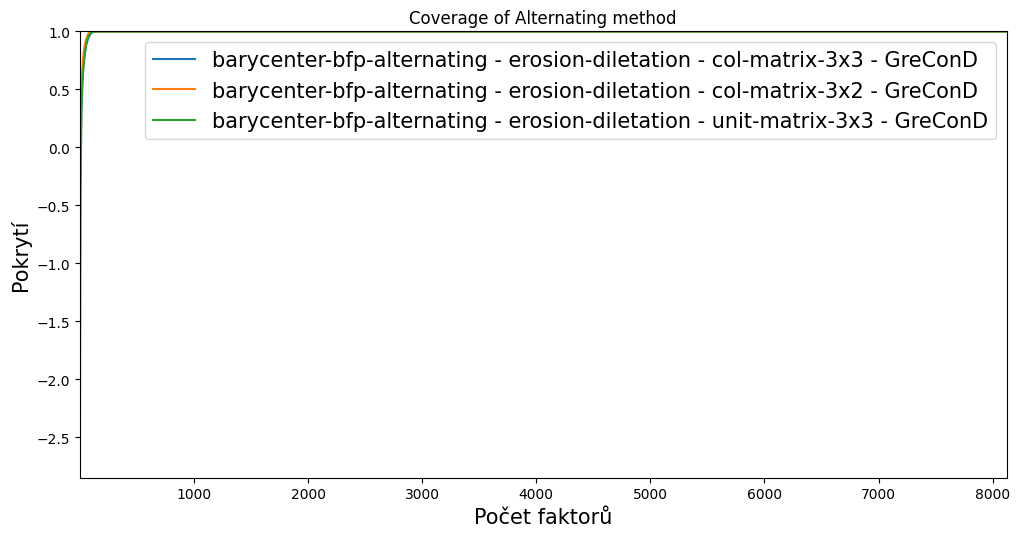 Coverage of Alternating method
1.0
0.5
0.0
−0.5
−1.0
−1.5
−2.0
−2.5
Pokrytí
barycenter-bfp-alternating - erosion-diletation - col-matrix-3x3 - GreConD
barycenter-bfp-alternating - erosion-diletation - col-matrix-3x2 - GreConD
barycenter-bfp-alternating - erosion-diletation - unit-matrix-3x3 - GreConD
1000 2000 3000 4000 5000 6000 7000 8000
Počet faktorů